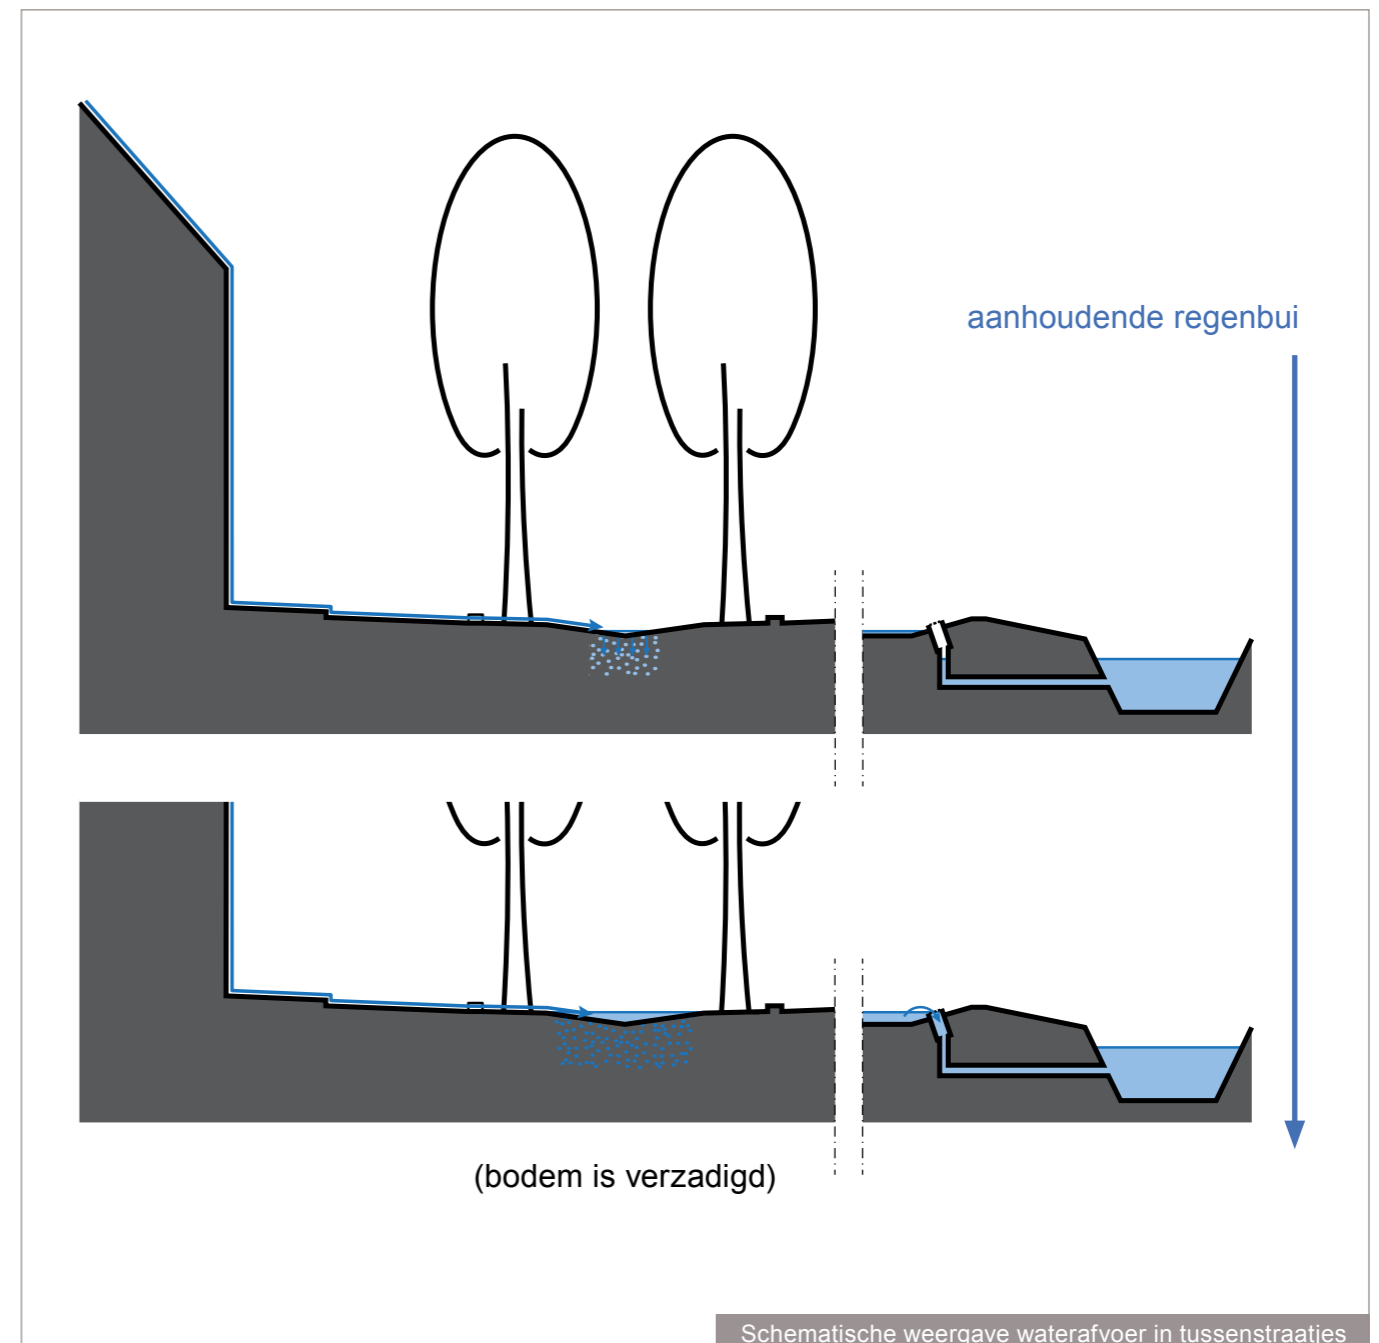 aanhoudende regenbui
(bodem is verzadigd)
Schematische weergave waterafvoer in tussenstraatjes